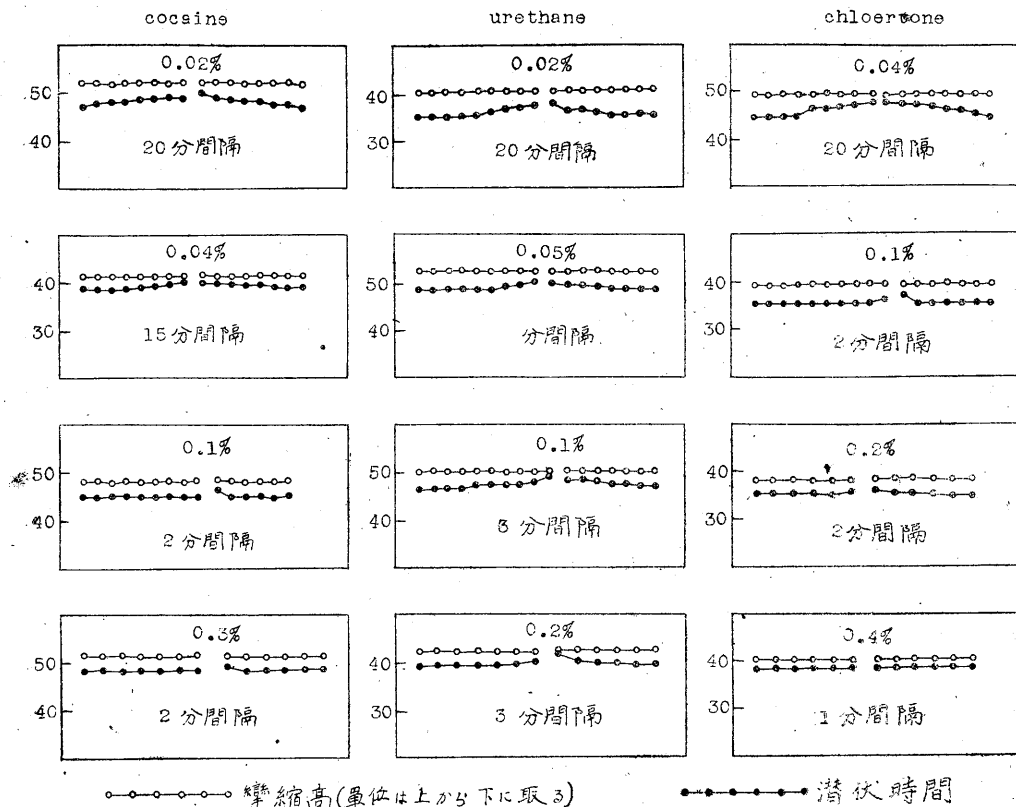 cocaine urethane chloertone
0.02% 0.02% 0.04%
50 40 50
40 30 40
20分間隔 20分間隔 20分間隔
0.04% 0.05% 0.1%
40 50 40
30 40 30
15分間隔 分間隔 2分間隔
0.1% 0.1% 0.2%
50 50 40
40 40 30
2分間隔 3分間隔 2分間隔
0.3% 0.2% 0.4%
50 40 40
40 30 30
2分間隔 3分間隔 1分間隔
攣縮高(単位は上から下に取る) 潜伏時間